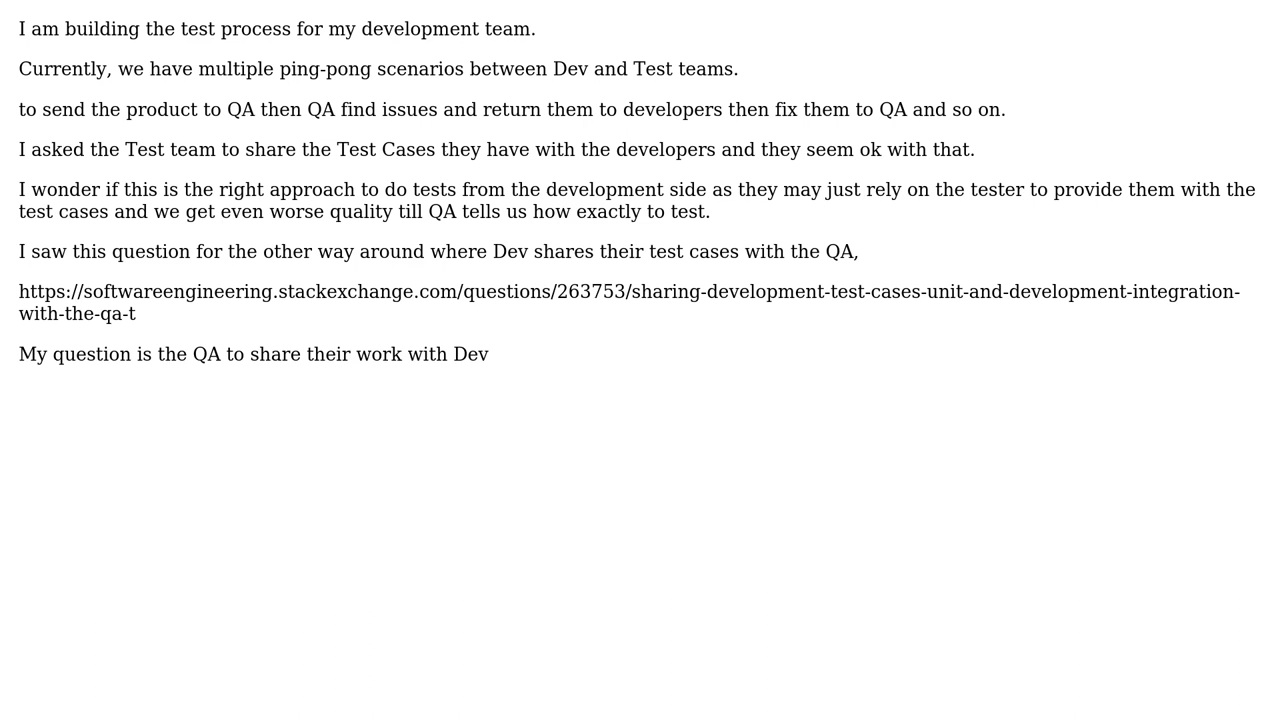 I am building the test process for my development team.
Currently, we have multiple ping-pong scenarios between Dev and Test teams.
to send the product to QA then QA find issues and return them to developers then fix them to QA and so on.
I asked the Test team to share the Test Cases they have with the developers and they seem ok with that.
I wonder if this is the right approach to do tests from the development side as they may just rely on the tester to provide them with the
test cases and we get even worse quality till QA tells us how exactly to test.
I saw this question for the other way around where Dev shares their test cases with the QA,
https://softwareengineering.stackexchange.com/questions/263753/sharing-development-test-cases-unit-and-development-integration-
with-the-qa-t
My question is the QA to share their work with Dev